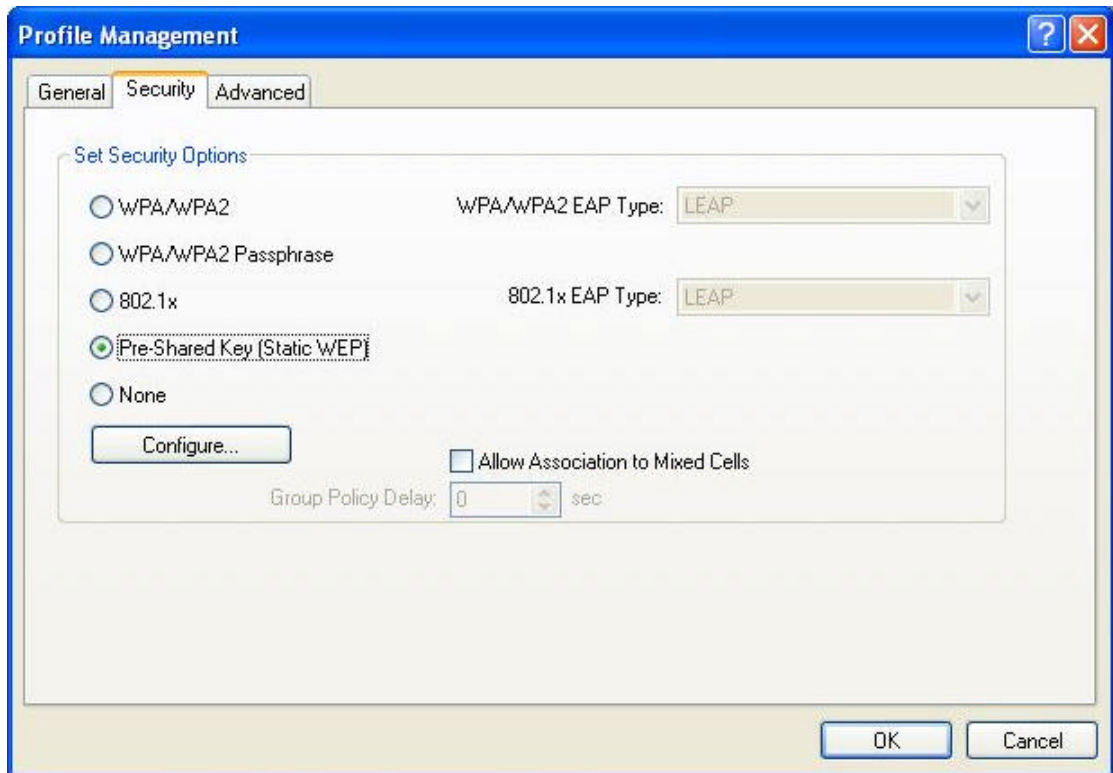 Profile Management
General Security Advanced
Set Security Options
WPA/WPA2 WPA/WPA2 EAP Type: LEAP
WPA/WPA2 Passphrase
802.1x 802.1x EAP Type: LEAP
Pre-Shared Key (Static WEP)
None
Configure...
Allow Association to Mixed Cells
Group Policy Delay: 0 sec
OK Cancel